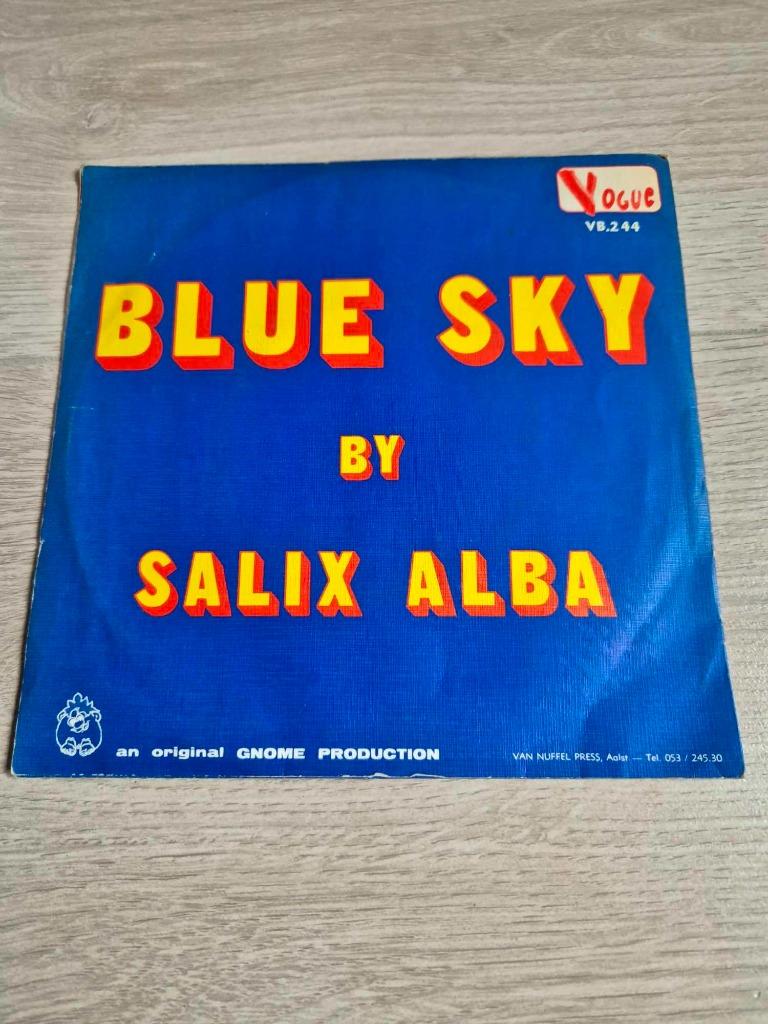 Vogue
VB.244
BLUE SKY
BY
SALIX ALBA
an original GNOME PRODUCTION
VAN NUFFEL PRESS, Aalst — Tel. 053 / 245.30